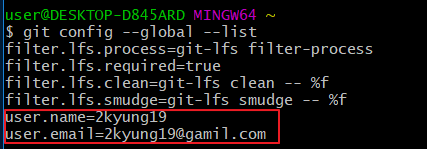 user@DESKTOP-D845ARD MINGW64 ~
$ git config --global --list
filter.lfs.process=git-lfs filter-process
filter.lfs.required=true
filter.lfs.clean=git-lfs clean -- %f
filter.lfs.smudge=git-lfs smudge -- %f
user.name=2kyung19
user.email=2kyung19@gamil.com